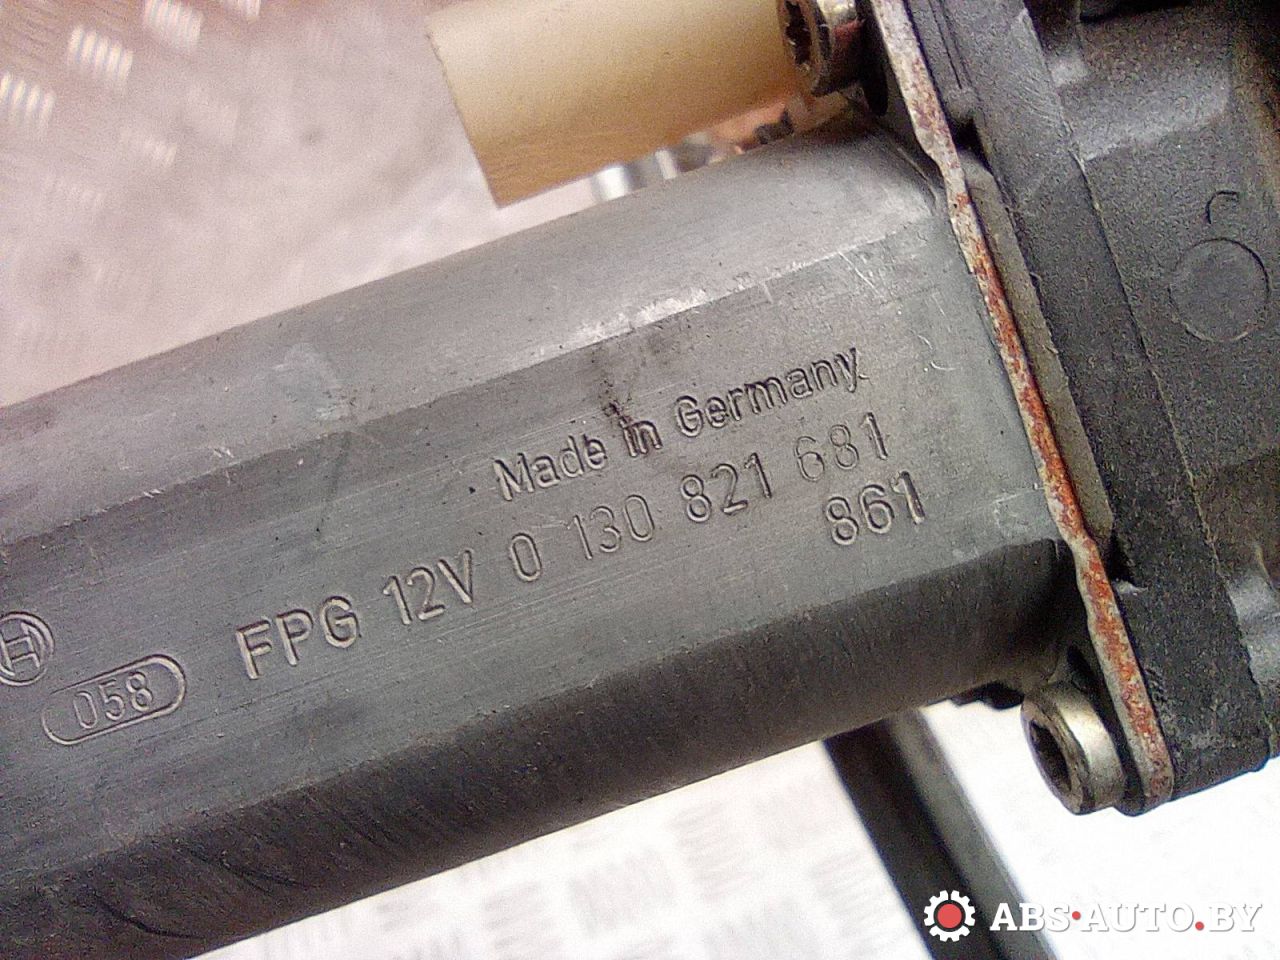 Made in Germany
058 FPG 12V 0 130 821 681
861
ABS·AUTO.BY